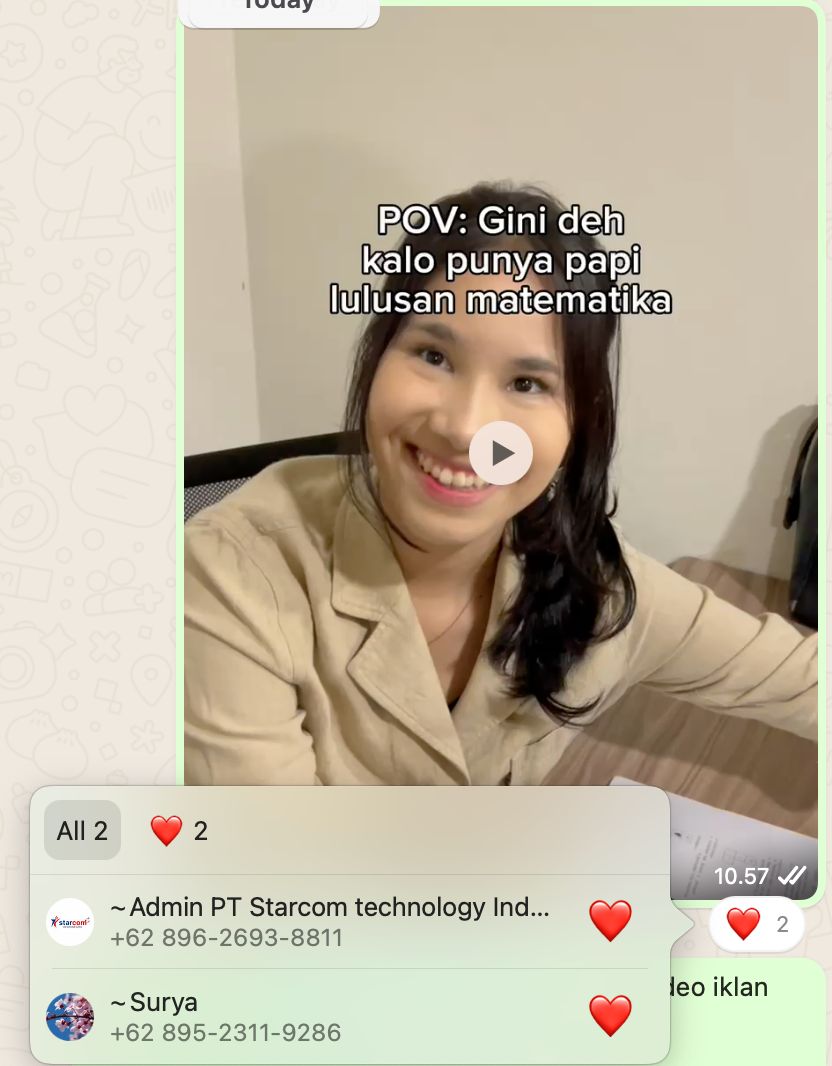 Today
POV: Gini deh
kalo punya papi
lulusan matematika
10.57
All 2 ❤️ 2
~Admin PT Starcom technology Ind...
+62 896-2693-8811
starcom
❤️ 2
~Surya
+62 895-2311-9286
iklan